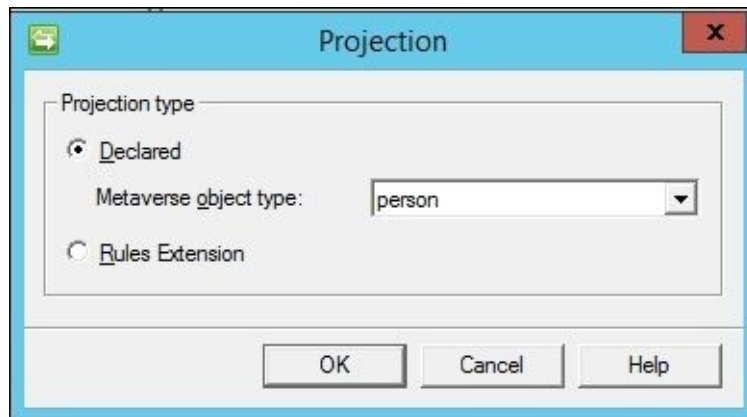 Projection
x
Projection type
Declared
Metaverse object type: person
Rules Extension
OK Cancel Help